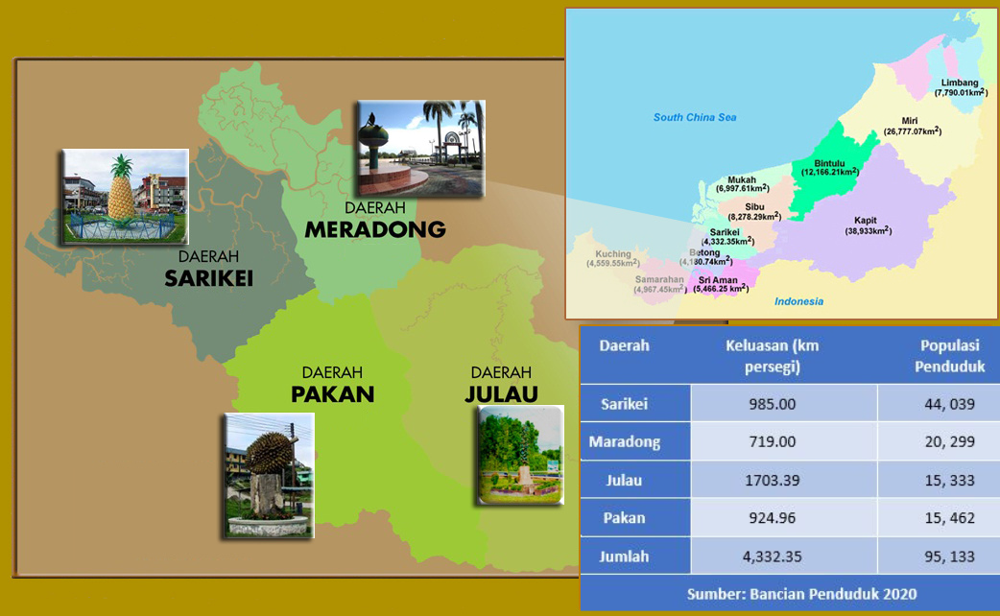 DAERAH
MERADONG
DAERAH
SARIKEI
DAERAH
PAKAN
DAERAH
JULAU
South China Sea
Limbang
(7,790.01km²)
Miri
(26,777.07km²)
Bintulu
(12,166.21km²)
Mukah
(6,997.61km²)
Sibu
(8,278.29km²)
Kapit
(38,933km²)
Sarikei
(4,332.35km²)
Betong
(4,180.74km²)
Kuching
(4,559.55km²)
Samarahan
(4,967.45km²)
Sri Aman
(5,466.25 km²)
Indonesia
Daerah Keluasan (km persegi) Populasi Penduduk
Sarikei 985.00 44, 039
Maradong 719.00 20, 299
Julau 1703.39 15, 333
Pakan 924.96 15, 462
Jumlah 4,332.35 95, 133
Sumber: Bancian Penduduk 2020